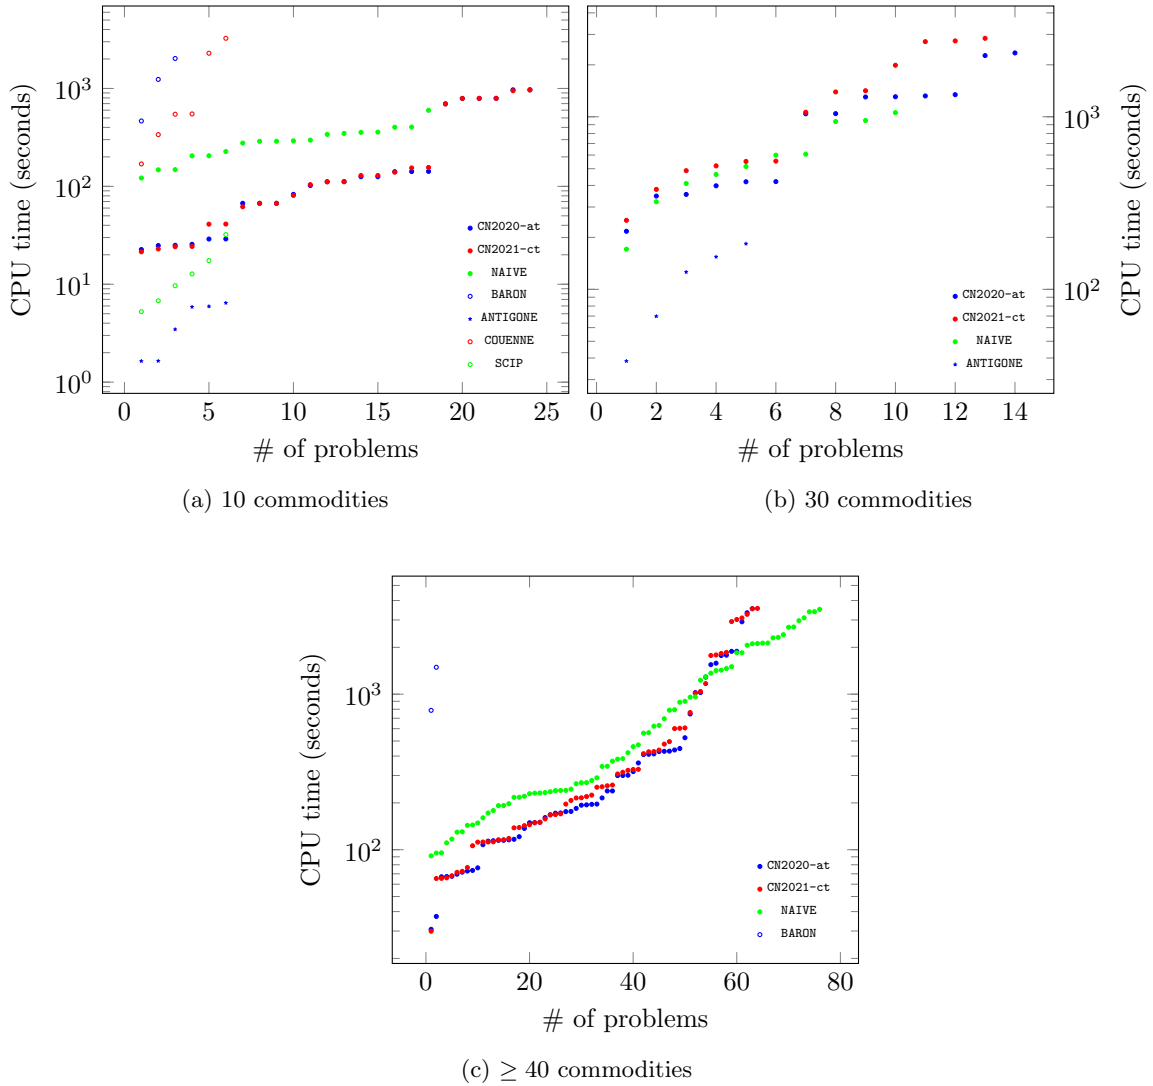 CPU time (seconds)
10^3
10^2
10^1
10^0
CN2020-at
CN2021-ct
NAIVE
BARON
ANTIGONE
COUENNE
SCIP
0 5 10 15 20 25
# of problems
(a) 10 commodities
CPU time (seconds)
10^3
10^2
CN2020-at
CN2021-ct
NAIVE
ANTIGONE
0 2 4 6 8 10 12 14
# of problems
(b) 30 commodities
CPU time (seconds)
10^3
10^2
CN2020-at
CN2021-ct
NAIVE
BARON
0 20 40 60 80
# of problems
(c) ≥ 40 commodities